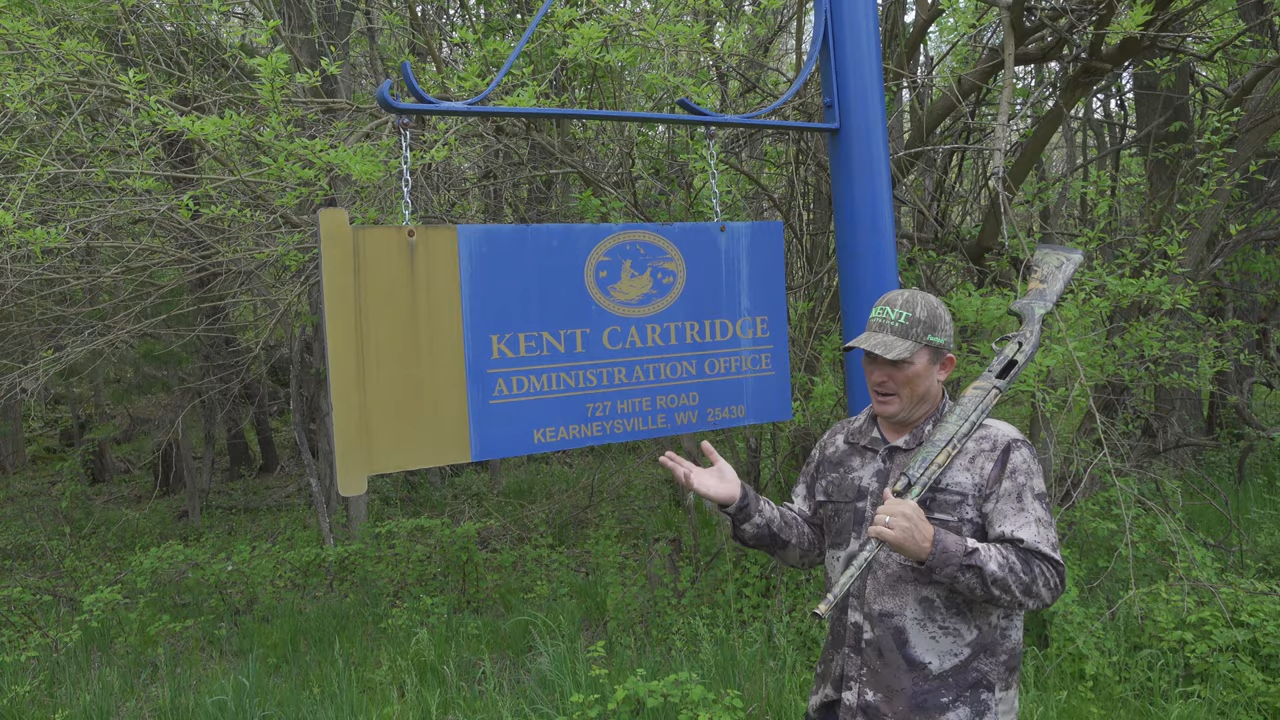 KENT CARTRIDGE
ADMINISTRATION OFFICE
727 HITE ROAD
KEARNEYSVILLE, WV 25430
KENT